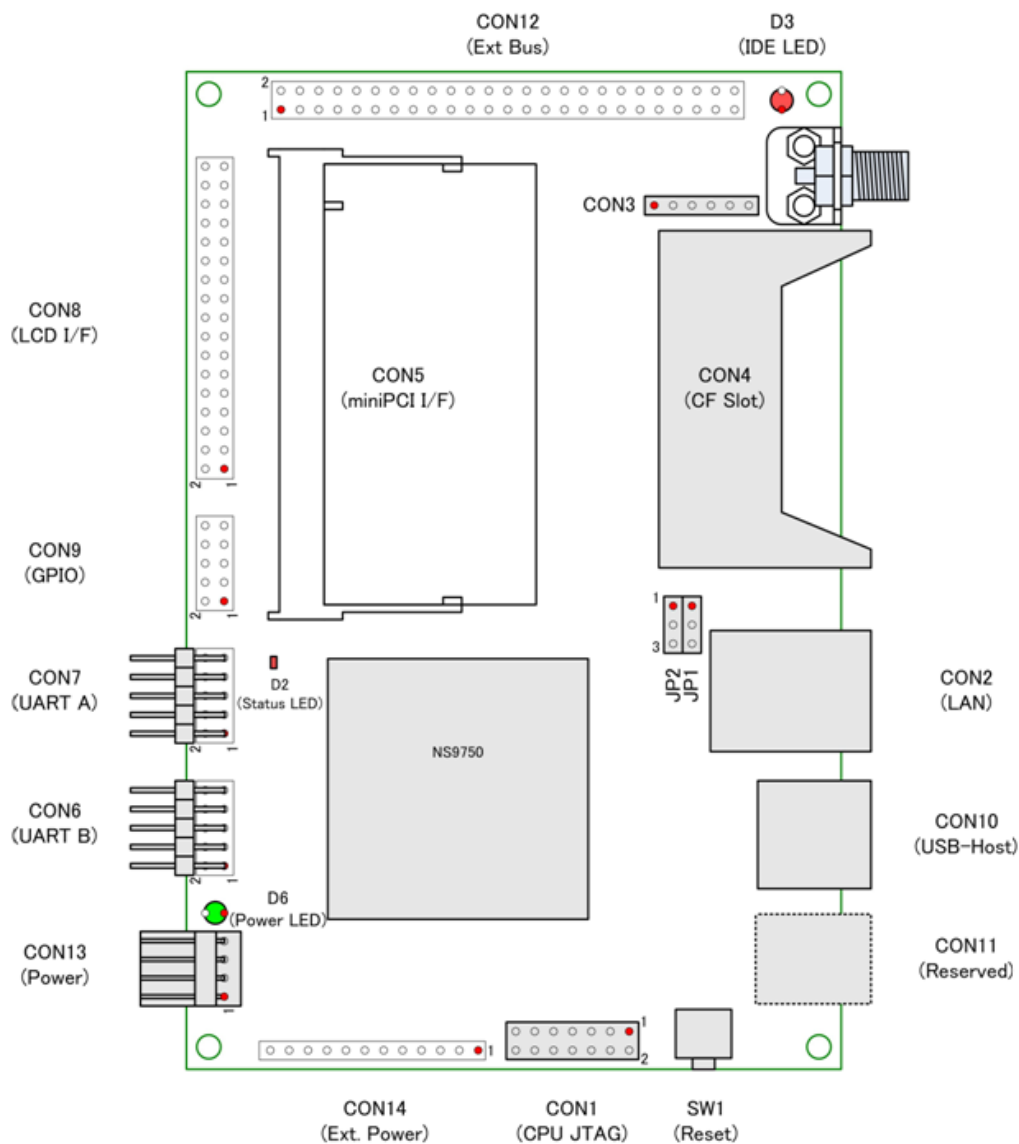 CON12
(Ext Bus)
D3
(IDE LED)
2
1
CON3
CON8
(LCD I/F)
CON5
(miniPCI I/F)
CON4
(CF Slot)
2
1
CON9
(GPIO)
2
1
1
3
JP2
JP1
CON7
(UART A)
D2
(Status LED)
CON2
(LAN)
2
1
NS9750
CON6
(UART B)
CON10
(USB-Host)
2
1
D6
(Power LED)
CON13
(Power)
CON11
(Reserved)
1
1
1
2
CON14
(Ext. Power)
CON1
(CPU JTAG)
SW1
(Reset)